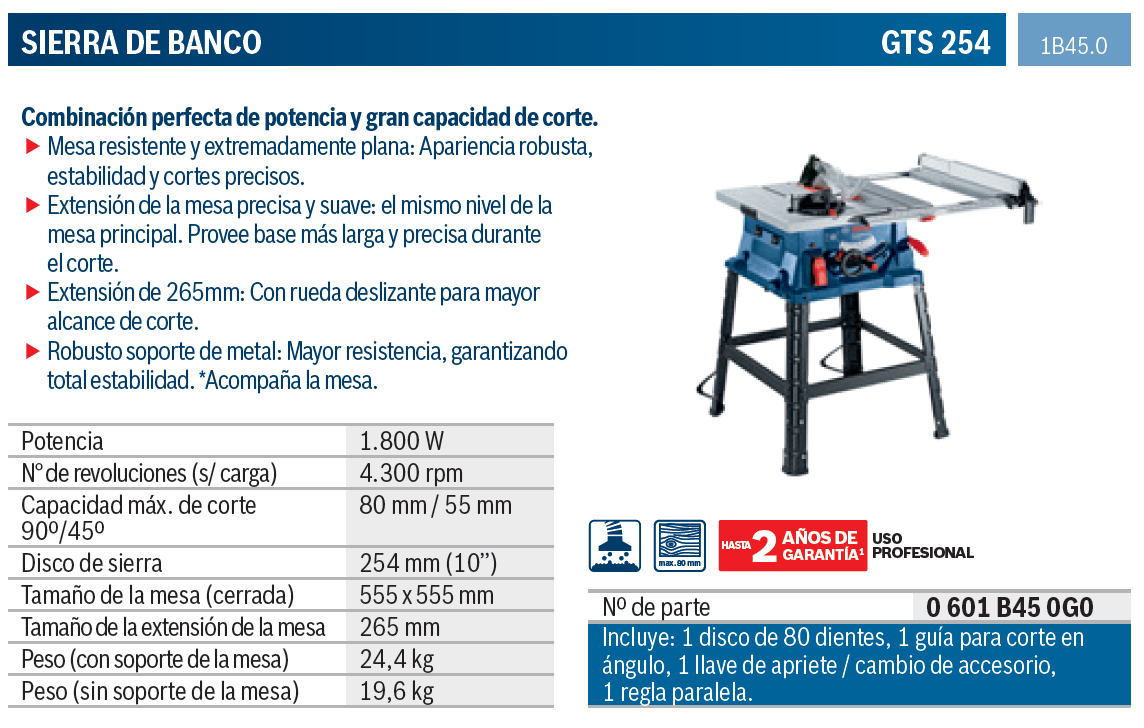 SIERRA DE BANCO GTS 254 1B45.0
Combinación perfecta de potencia y gran capacidad de corte.
Mesa resistente y extremadamente plana: Apariencia robusta,
estabilidad y cortes precisos.
Extensión de la mesa precisa y suave: el mismo nivel de la
mesa principal. Provee base más larga y precisa durante
el corte.
Extensión de 265mm: Con rueda deslizante para mayor
alcance de corte.
Robusto soporte de metal: Mayor resistencia, garantizando
total estabilidad. *Acompaña la mesa.
Potencia 1.800 W
N° de revoluciones (s/ carga) 4.300 rpm
Capacidad máx. de corte 80 mm / 55 mm
90º/45º
Disco de sierra 254 mm (10’’)
Tamaño de la mesa (cerrada) 555 x 555 mm
Tamaño de la extensión de la mesa 265 mm
Peso (con soporte de la mesa) 24,4 kg
Peso (sin soporte de la mesa) 19,6 kg
max. 80 mm
HASTA 2 AÑOS DE
GARANTÍA¹
USO
PROFESIONAL
Nº de parte 0 601 B45 0G0
Incluye: 1 disco de 80 dientes, 1 guía para corte en
ángulo, 1 llave de apriete / cambio de accesorio,
1 regla paralela.